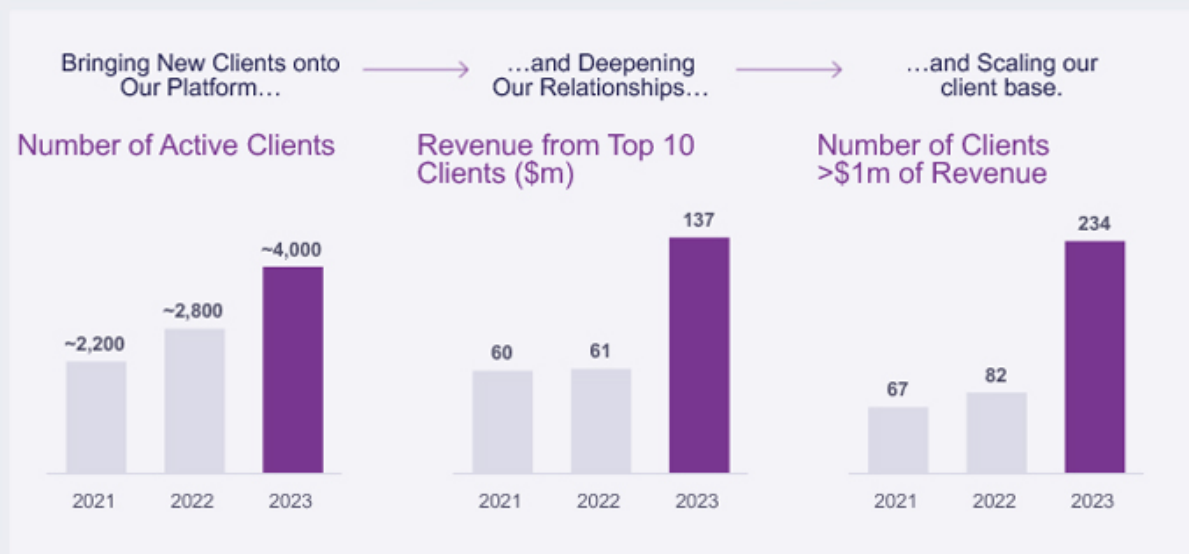 Bringing New Clients onto
Our Platform…
…and Deepening
Our Relationships…
…and Scaling our
client base.
Number of Active Clients
~2,200
~2,800
~4,000
2021
2022
2023
Revenue from Top 10
Clients ($m)
60
61
137
2021
2022
2023
Number of Clients
>$1m of Revenue
67
82
234
2021
2022
2023